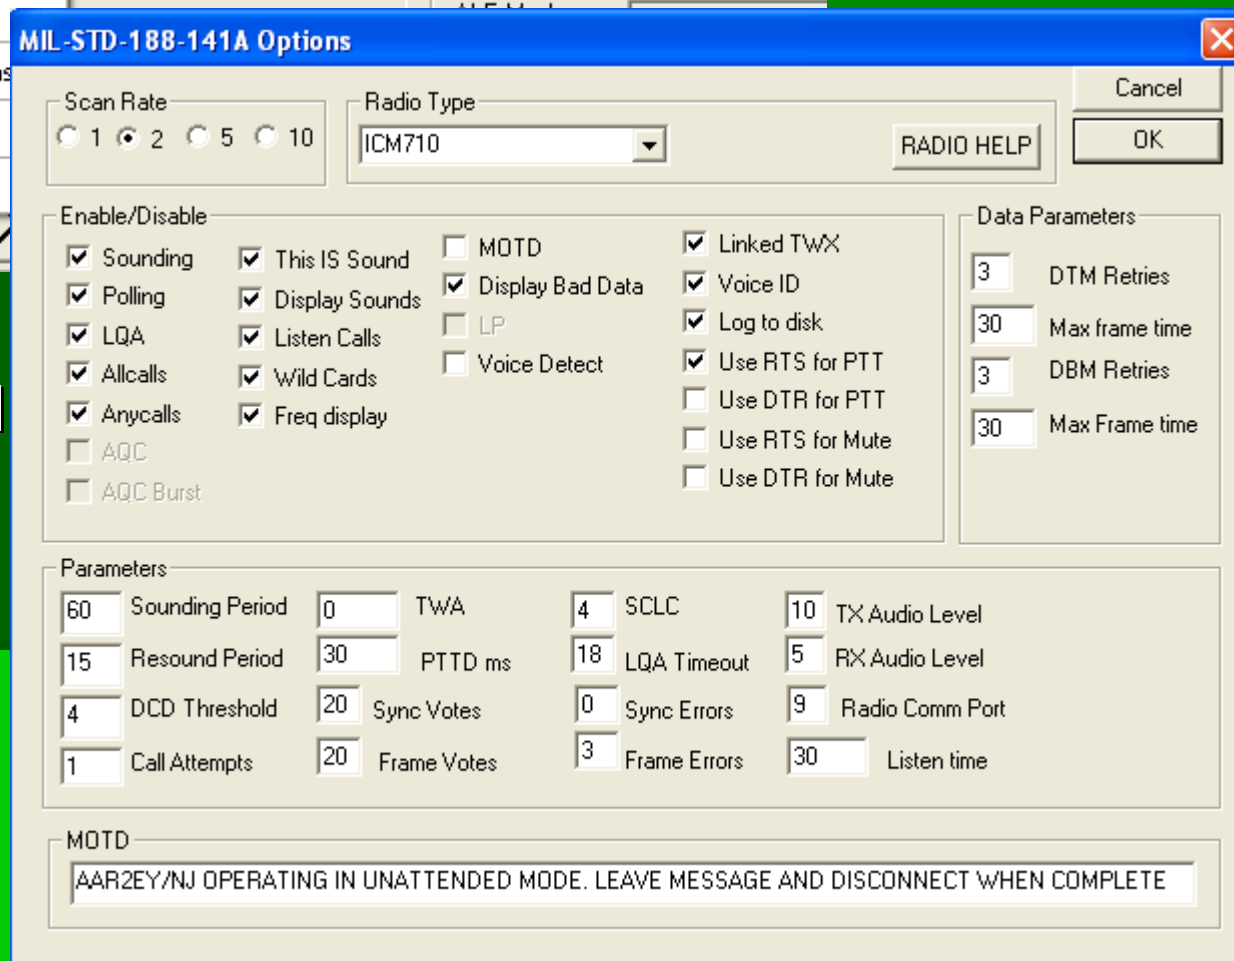 MIL-STD-188-141A Options
Scan Rate
1 2 5 10
Radio Type
ICM710
RADIO HELP
Cancel
OK
Enable/Disable
Sounding
Polling
LQA
Allcalls
Anycalls
AQC
AQC Burst
This IS Sound
Display Sounds
Listen Calls
Wild Cards
Freq display
MOTD
Display Bad Data
LP
Voice Detect
Linked TWX
Voice ID
Log to disk
Use RTS for PTT
Use DTR for PTT
Use RTS for Mute
Use DTR for Mute
Data Parameters
3 DTM Retries
30 Max frame time
3 DBM Retries
30 Max Frame time
Parameters
60 Sounding Period
15 Resound Period
4 DCD Threshold
1 Call Attempts
0 TWA
30 PTTD ms
20 Sync Votes
20 Frame Votes
4 SCLC
18 LQA Timeout
0 Sync Errors
3 Frame Errors
10 TX Audio Level
5 RX Audio Level
9 Radio Comm Port
30 Listen time
MOTD
AAR2EY/NJ OPERATING IN UNATTENDED MODE. LEAVE MESSAGE AND DISCONNECT WHEN COMPLETE